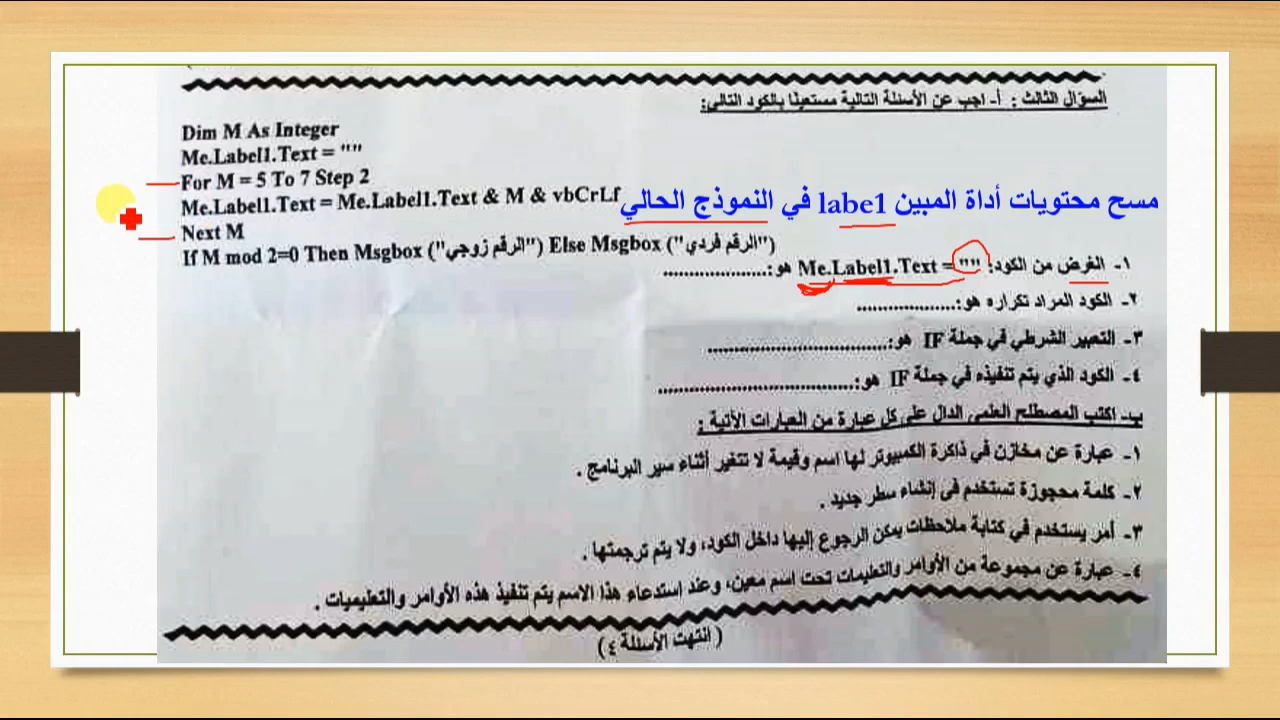 السؤال الثالث : أ- اجب عن الأسئلة التالية مستعينا بالكود التالى:
Dim M As Integer
Me.Label1.Text = ""
For M = 5 To 7 Step 2
Me.Label1.Text = Me.Label1.Text & M & vbCrLf
مسح محتويات أداة المبين labe1 في النموذج الحالي
Next M
If M mod 2=0 Then Msgbox ("الرقم زوجي") Else Msgbox ("الرقم فردي")
١- الغرض من الكود: Me.Label1.Text = "" هو:....................
٢- الكود المراد تكراره هو:...................
٣- التعبير الشرطي في جملة IF هو:...................................
٤- الكود الذي يتم تنفيذه في جملة IF هو:...................................
ب- اكتب المصطلح العلمى الدال على كل عبارة من العبارات الأتية :
١- عبارة عن مخازن في ذاكرة الكمبيوتر لها اسم وقيمة لا تتغير أثناء سير البرنامج .
٢- كلمة محجوزة تستخدم فى إنشاء سطر جديد .
٣- أمر يستخدم في كتابة ملاحظات يمكن الرجوع إليها داخل الكود، ولا يتم ترجمتها .
٤- عبارة عن مجموعة من الأوامر والتعليمات تحت اسم معين، وعند إستدعاء هذا الاسم يتم تنفيذ هذه الأوامر والتعليميات .
( انتهت الأسئلة ٤ )